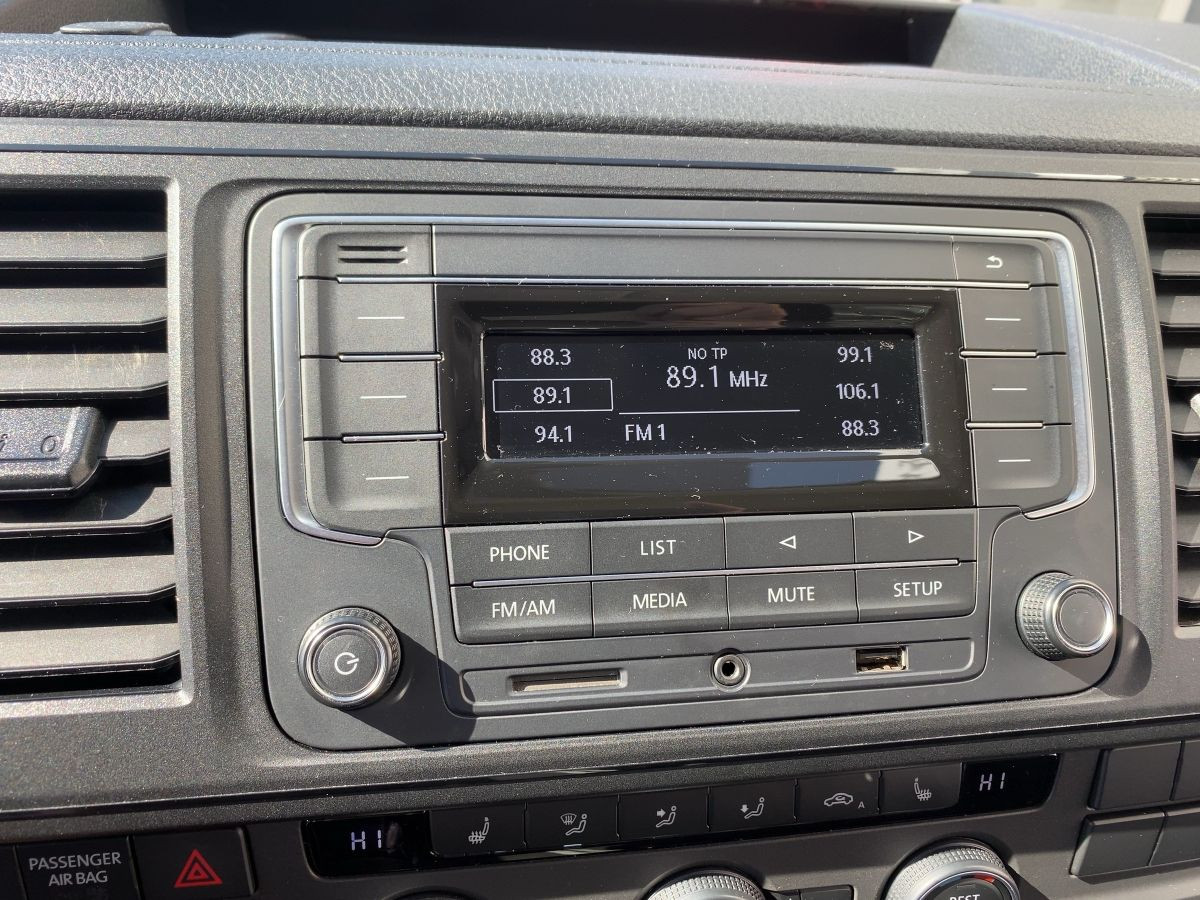 88.3
NO TP
99.1
89.1
89.1 MHz
106.1
94.1
FM 1
88.3
PHONE
LIST
FM/AM
MEDIA
MUTE
SETUP
HI
A
HI
PASSENGER
AIR BAG
REST